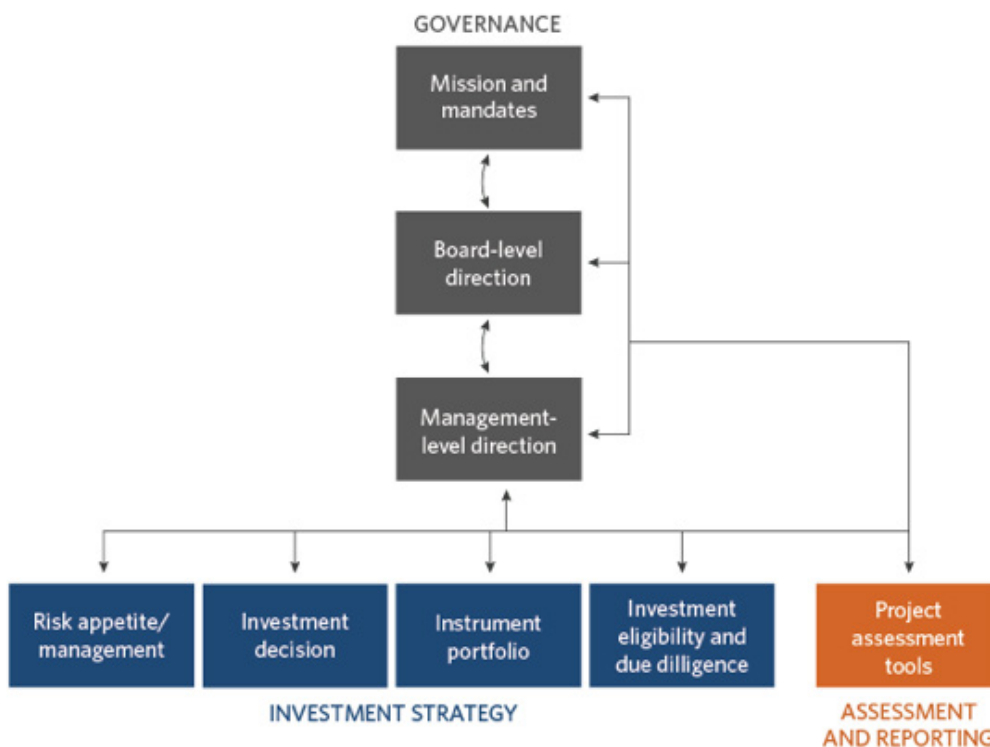 GOVERNANCE
Mission and
mandates
Board-level
direction
Management-
level direction
Risk appetite/
management
Investment
decision
Instrument
portfolio
Investment
eligibility and
due dilligence
Project
assessment
tools
INVESTMENT STRATEGY
ASSESSMENT
AND REPORTING